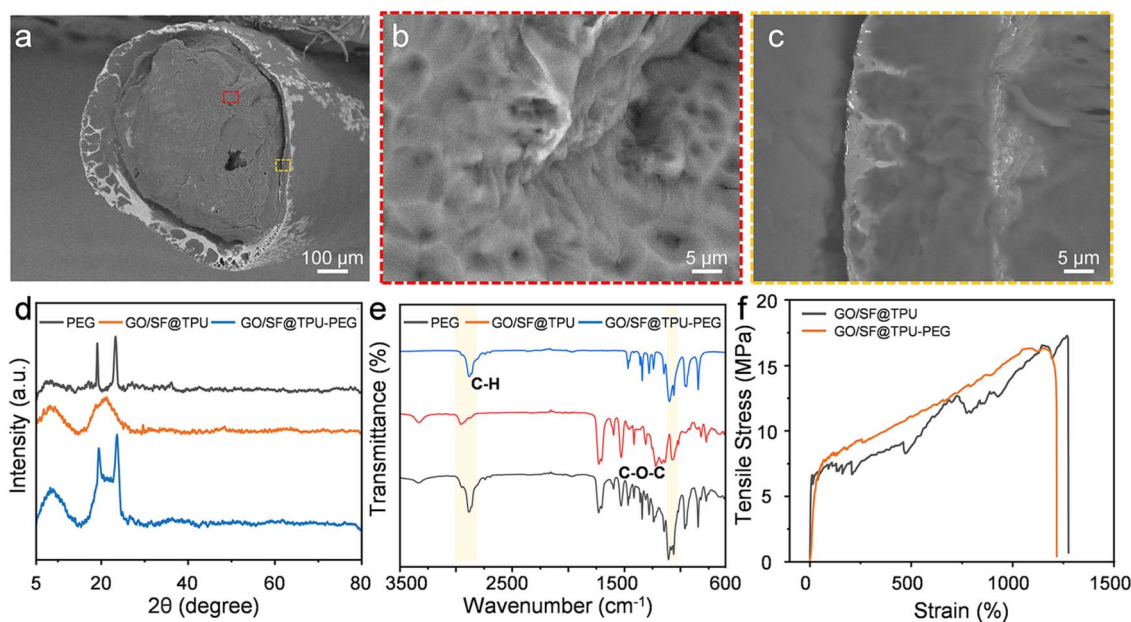 a
100 μm
b
5 μm
c
5 μm
d
PEG GO/SF@TPU GO/SF@TPU-PEG
Intensity (a.u.)
5 20 40 60 80
2θ (degree)
e
PEG GO/SF@TPU GO/SF@TPU-PEG
C-H
C-O-C
Transmittance (%)
3500 2500 1500 600
Wavenumber (cm⁻¹)
f
GO/SF@TPU
GO/SF@TPU-PEG
Tensile Stress (MPa)
20
15
10
5
0
0 500 1000 1500
Strain (%)